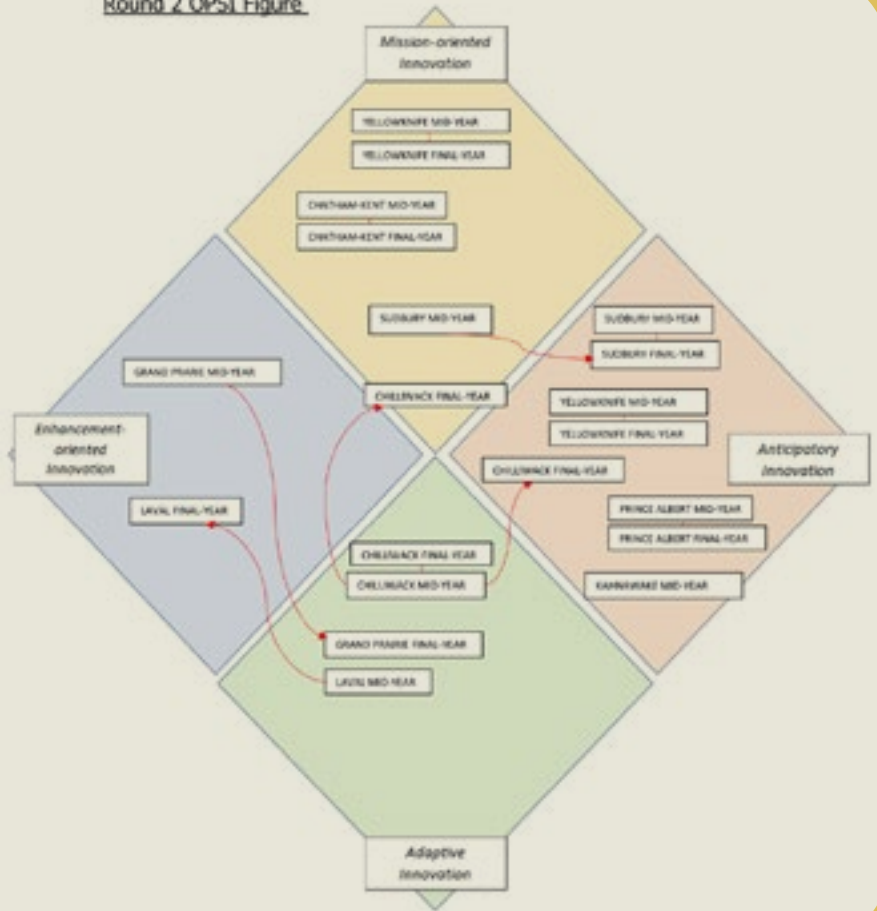 Round 2 OPSI Figure
Mission-oriented
Innovation
YELLOWKNIFE MID-YEAR
YELLOWKNIFE FINAL-YEAR
CHATHAM-KENT MID-YEAR
CHATHAM-KENT FINAL-YEAR
SUDBURY MID-YEAR
SUDBURY MID-YEAR
SUDBURY FINAL-YEAR
GRAND PRAIRIE MID-YEAR
CHILLIWACK FINAL-YEAR
YELLOWKNIFE MID-YEAR
YELLOWKNIFE FINAL-YEAR
Enhancement-
oriented
Innovation
Anticipatory
Innovation
CHILLIWACK FINAL-YEAR
LAVAL FINAL-YEAR
PRINCE ALBERT MID-YEAR
PRINCE ALBERT FINAL-YEAR
CHILLIWACK FINAL-YEAR
CHILLIWACK MID-YEAR
KAHNAWAKE MID-YEAR
GRAND PRAIRIE FINAL-YEAR
LAVAL MID-YEAR
Adaptive
Innovation